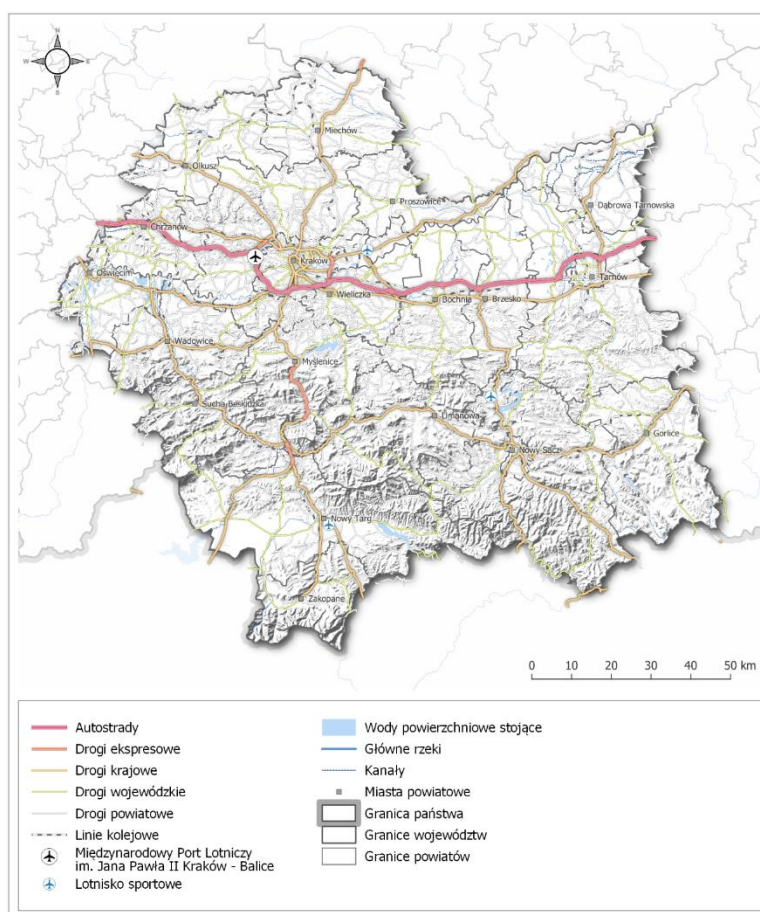 N
W E
S
Miechów
Olkusz
Proszowice
Dąbrowa Tarnowska
Chrzanów
Kraków
Oświęcim
Tarnów
Wieliczka
Bochnia
Brzesko
Wadowice
Myślenice
Sucha Beskidzka
Limanowa
Gorlice
Nowy Sącz
Nowy Targ
Zakopane
0 10 20 30 40 50 km
Autostrady
Drogi ekspresowe
Drogi krajowe
Drogi wojewódzkie
Drogi powiatowe
Linie kolejowe
Międzynarodowy Port Lotniczy
im. Jana Pawła II Kraków - Balice
Lotnisko sportowe
Wody powierzchniowe stojące
Główne rzeki
Kanały
Miasta powiatowe
Granica państwa
Granice województw
Granice powiatów